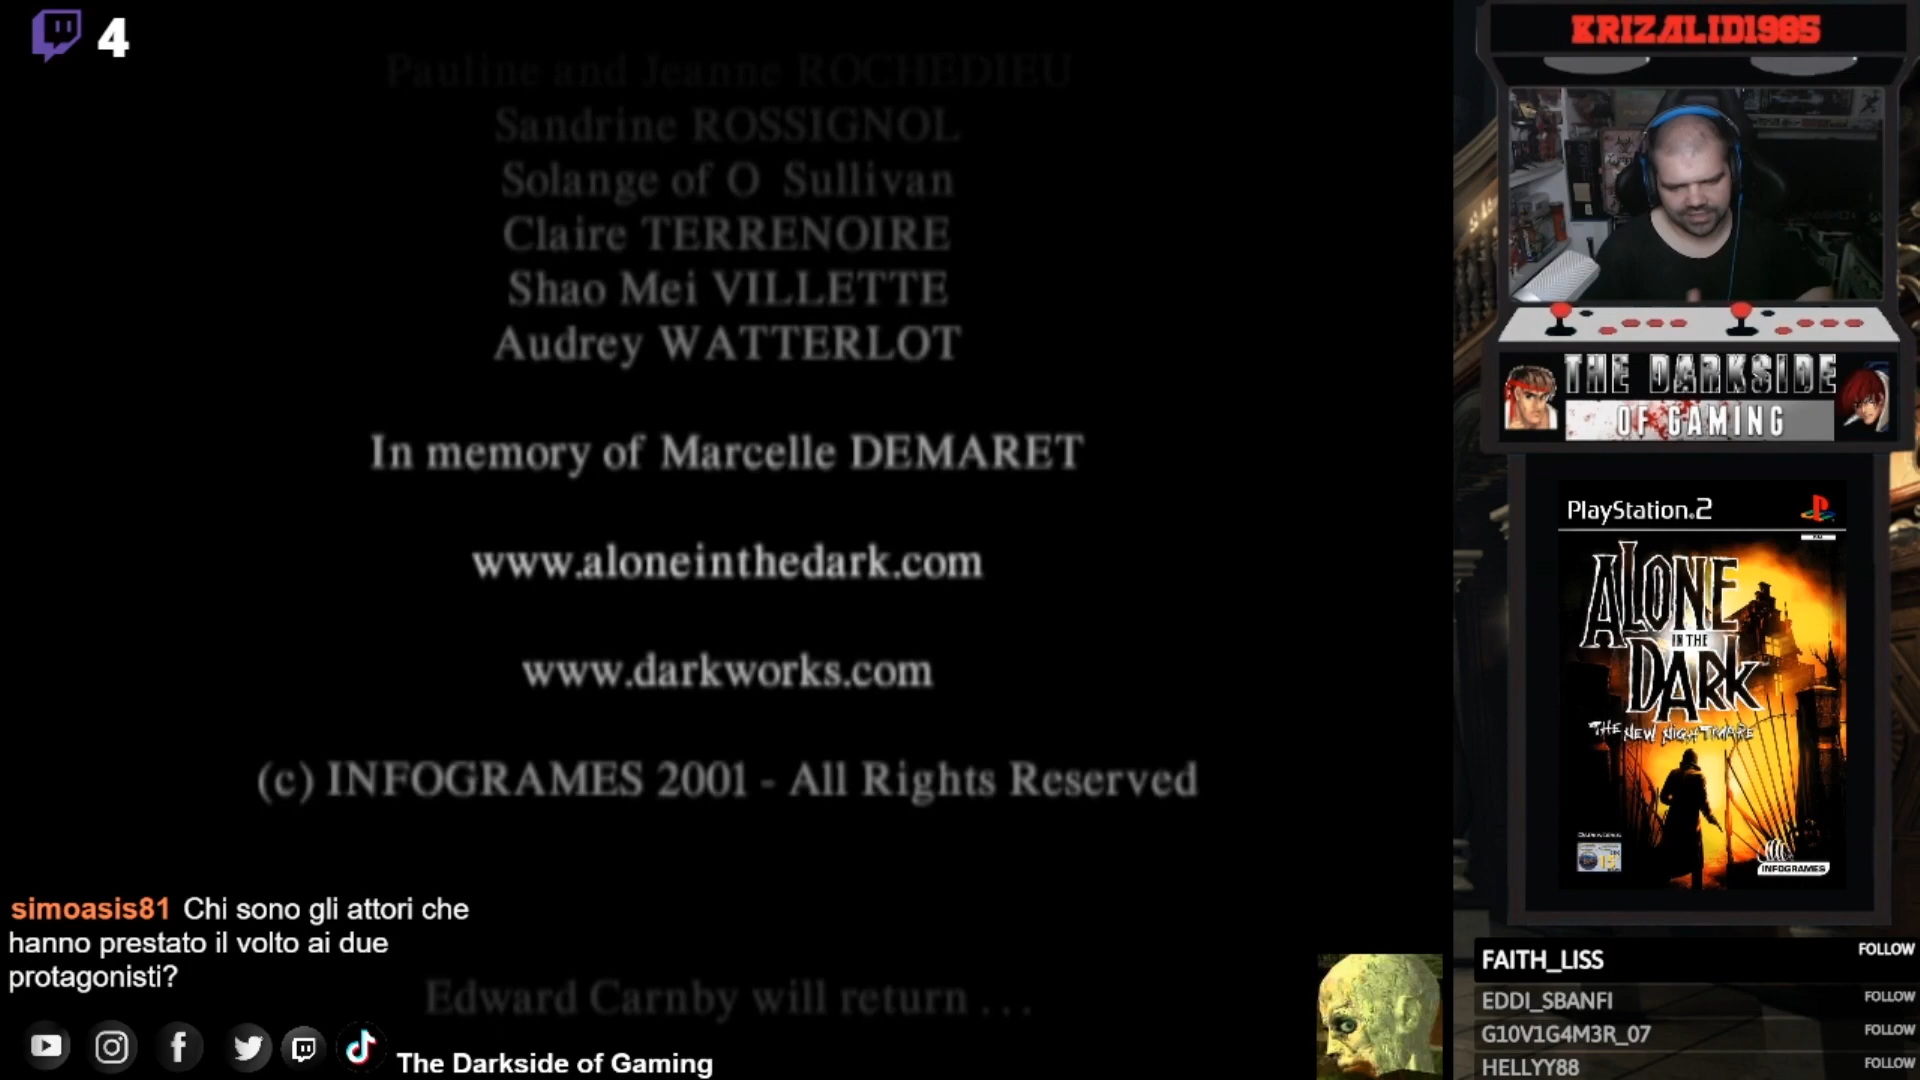 4
Pauline and Jeanne ROCHEDIEU
Sandrine ROSSIGNOL
Solange of O Sullivan
Claire TERRENOIRE
Shao Mei VILLETTE
Audrey WATTERLOT
In memory of Marcelle DEMARET
www.aloneinthedark.com
www.darkworks.com
(c) INFOGRAMES 2001 - All Rights Reserved
Edward Carnby will return . . .
simoasis81 Chi sono gli attori che
hanno prestato il volto ai due
protagonisti?
The Darkside of Gaming
KRIZALID1985
THE DARKSIDE
OF GAMING
PlayStation.2
ALONE
IN THE
DARK
THE NEW NIGHTMARE
DARKWORKS
INFOGRAMES
FAITH_LISS FOLLOW
EDDI_SBANFI FOLLOW
G10V1G4M3R_07 FOLLOW
HELLYY88 FOLLOW